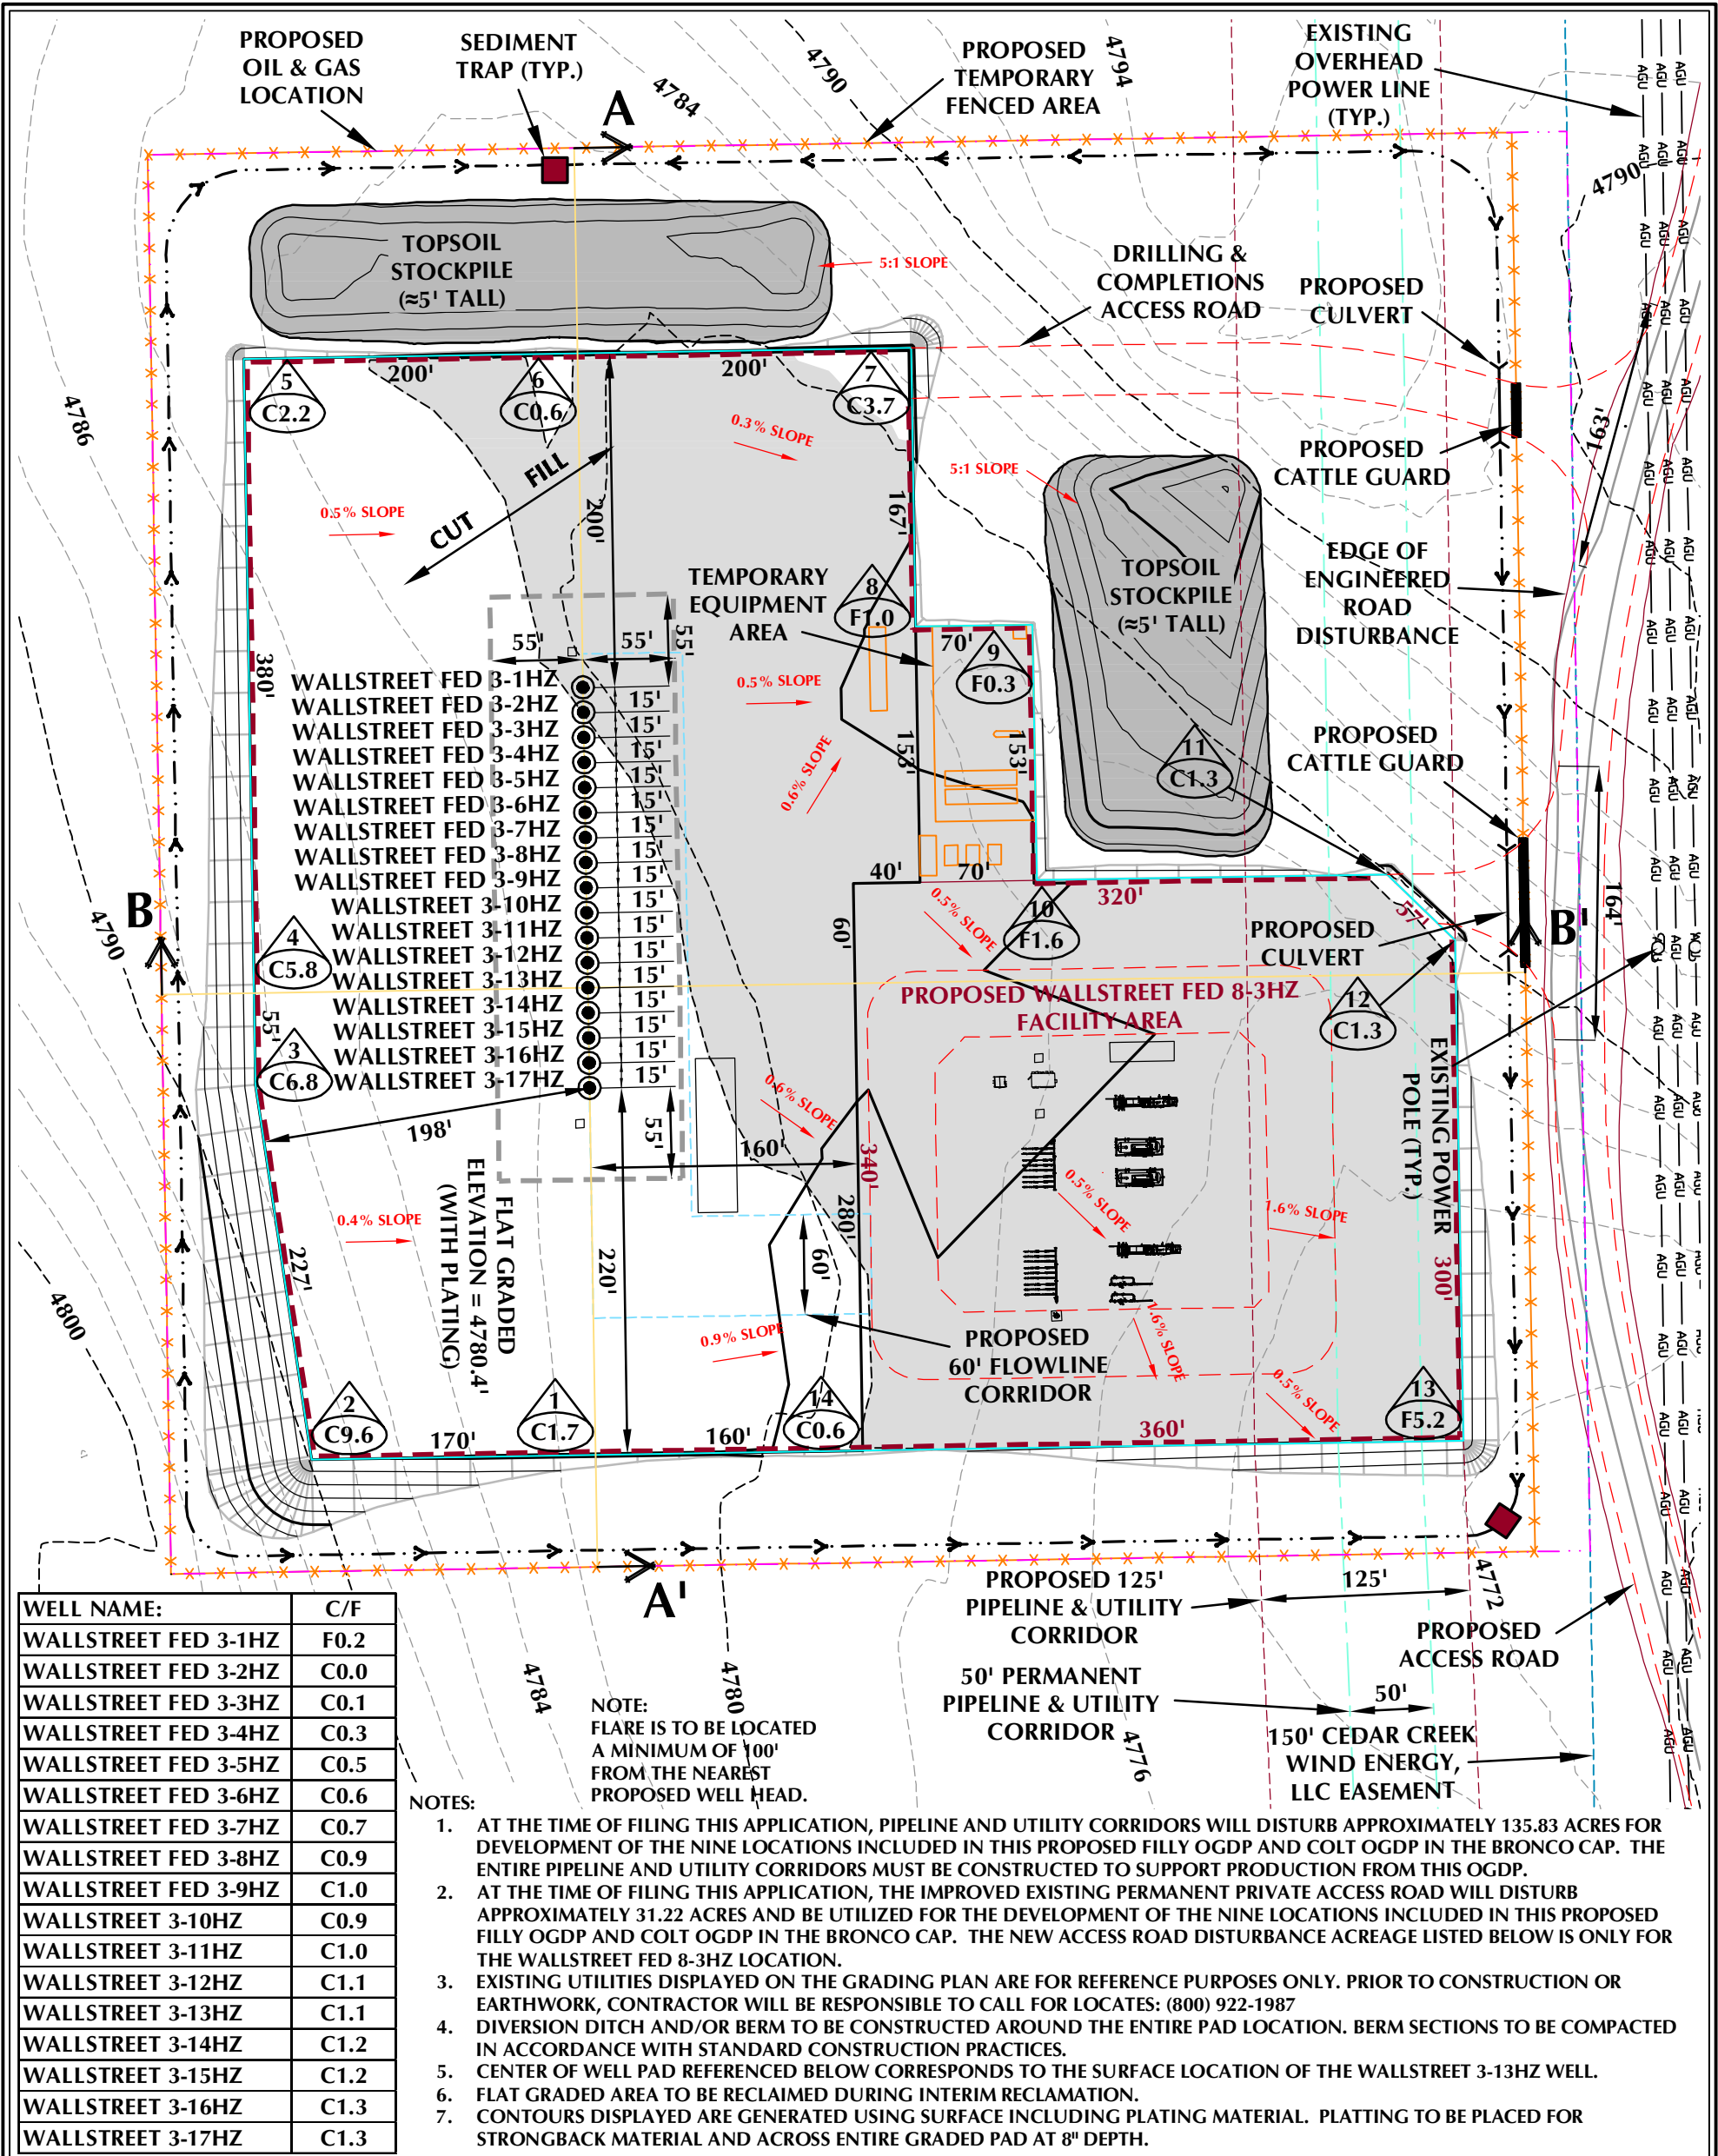 PROPOSED
OIL & GAS
LOCATION
SEDIMENT
TRAP (TYP.)
A
4784
4790
PROPOSED
TEMPORARY
FENCED AREA
4794
EXISTING
OVERHEAD
POWER LINE
(TYP.)
4790
TOPSOIL
STOCKPILE
(≈5' TALL)
5:1 SLOPE
DRILLING &
COMPLETIONS
ACCESS ROAD
PROPOSED
CULVERT
163'
4786
5
C2.2
200'
6
C0.6
200'
7
C3.7
0.3% SLOPE
5:1 SLOPE
PROPOSED
CATTLE GUARD
FILL
CUT
0.5% SLOPE
200'
167'
TOPSOIL
STOCKPILE
(≈5' TALL)
EDGE OF
ENGINEERED
ROAD
DISTURBANCE
TEMPORARY
EQUIPMENT
AREA
8
F1.0
70'
9
F0.3
55'
55'
55'
380'
0.5% SLOPE
0.6% SLOPE
153'
153'
11
C1.3
PROPOSED
CATTLE GUARD
WALLSTREET FED 3-1HZ
WALLSTREET FED 3-2HZ 15'
WALLSTREET FED 3-3HZ 15'
WALLSTREET FED 3-4HZ 15'
WALLSTREET FED 3-5HZ 15'
WALLSTREET FED 3-6HZ 15'
WALLSTREET FED 3-7HZ 15'
WALLSTREET FED 3-8HZ 15'
WALLSTREET FED 3-9HZ 15'
WALLSTREET 3-10HZ 15'
WALLSTREET 3-11HZ 15'
WALLSTREET 3-12HZ 15'
WALLSTREET 3-13HZ 15'
WALLSTREET 3-14HZ 15'
WALLSTREET 3-15HZ 15'
WALLSTREET 3-16HZ 15'
WALLSTREET 3-17HZ 15'
40'
70'
60'
0.5% SLOPE
10
F1.6
320'
57'
164'
B
B'
4790
4
C5.8
55'
3
C6.8
PROPOSED
CULVERT
PROPOSED WALLSTREET FED 8-3HZ
FACILITY AREA
12
C1.3
EXISTING POWER
POLE (TYP.)
198'
0.6% SLOPE
55'
160'
340'
280'
0.5% SLOPE
1.6% SLOPE
300'
4800
227'
0.4% SLOPE
FLAT GRADED
ELEVATION = 4780.4'
(WITH PLATING)
220'
60'
0.9% SLOPE
PROPOSED
60' FLOWLINE
CORRIDOR
1.6% SLOPE
0.5% SLOPE
2
C9.6
170'
1
C1.7
160'
14
C0.6
360'
13
F5.2
A'
PROPOSED 125'
PIPELINE & UTILITY
CORRIDOR
125'
4772
PROPOSED
ACCESS ROAD
50' PERMANENT
PIPELINE & UTILITY
CORRIDOR
50'
150' CEDAR CREEK
WIND ENERGY,
LLC EASEMENT
4784
4780
4776
NOTE:
FLARE IS TO BE LOCATED
A MINIMUM OF 100'
FROM THE NEAREST
PROPOSED WELL HEAD.
WELL NAME: C/F
WALLSTREET FED 3-1HZ F0.2
WALLSTREET FED 3-2HZ C0.0
WALLSTREET FED 3-3HZ C0.1
WALLSTREET FED 3-4HZ C0.3
WALLSTREET FED 3-5HZ C0.5
WALLSTREET FED 3-6HZ C0.6
WALLSTREET FED 3-7HZ C0.7
WALLSTREET FED 3-8HZ C0.9
WALLSTREET FED 3-9HZ C1.0
WALLSTREET 3-10HZ C0.9
WALLSTREET 3-11HZ C1.0
WALLSTREET 3-12HZ C1.1
WALLSTREET 3-13HZ C1.1
WALLSTREET 3-14HZ C1.2
WALLSTREET 3-15HZ C1.2
WALLSTREET 3-16HZ C1.3
WALLSTREET 3-17HZ C1.3
NOTES:
1. AT THE TIME OF FILING THIS APPLICATION, PIPELINE AND UTILITY CORRIDORS WILL DISTURB APPROXIMATELY 135.83 ACRES FOR
DEVELOPMENT OF THE NINE LOCATIONS INCLUDED IN THIS PROPOSED FILLY OGDP AND COLT OGDP IN THE BRONCO CAP. THE
ENTIRE PIPELINE AND UTILITY CORRIDORS MUST BE CONSTRUCTED TO SUPPORT PRODUCTION FROM THIS OGDP.
2. AT THE TIME OF FILING THIS APPLICATION, THE IMPROVED EXISTING PERMANENT PRIVATE ACCESS ROAD WILL DISTURB
APPROXIMATELY 31.22 ACRES AND BE UTILIZED FOR THE DEVELOPMENT OF THE NINE LOCATIONS INCLUDED IN THIS PROPOSED
FILLY OGDP AND COLT OGDP IN THE BRONCO CAP. THE NEW ACCESS ROAD DISTURBANCE ACREAGE LISTED BELOW IS ONLY FOR
THE WALLSTREET FED 8-3HZ LOCATION.
3. EXISTING UTILITIES DISPLAYED ON THE GRADING PLAN ARE FOR REFERENCE PURPOSES ONLY. PRIOR TO CONSTRUCTION OR
EARTHWORK, CONTRACTOR WILL BE RESPONSIBLE TO CALL FOR LOCATES: (800) 922-1987
4. DIVERSION DITCH AND/OR BERM TO BE CONSTRUCTED AROUND THE ENTIRE PAD LOCATION. BERM SECTIONS TO BE COMPACTED
IN ACCORDANCE WITH STANDARD CONSTRUCTION PRACTICES.
5. CENTER OF WELL PAD REFERENCED BELOW CORRESPONDS TO THE SURFACE LOCATION OF THE WALLSTREET 3-13HZ WELL.
6. FLAT GRADED AREA TO BE RECLAIMED DURING INTERIM RECLAMATION.
7. CONTOURS DISPLAYED ARE GENERATED USING SURFACE INCLUDING PLATING MATERIAL. PLATTING TO BE PLACED FOR
STRONGBACK MATERIAL AND ACROSS ENTIRE GRADED PAD AT 8" DEPTH.